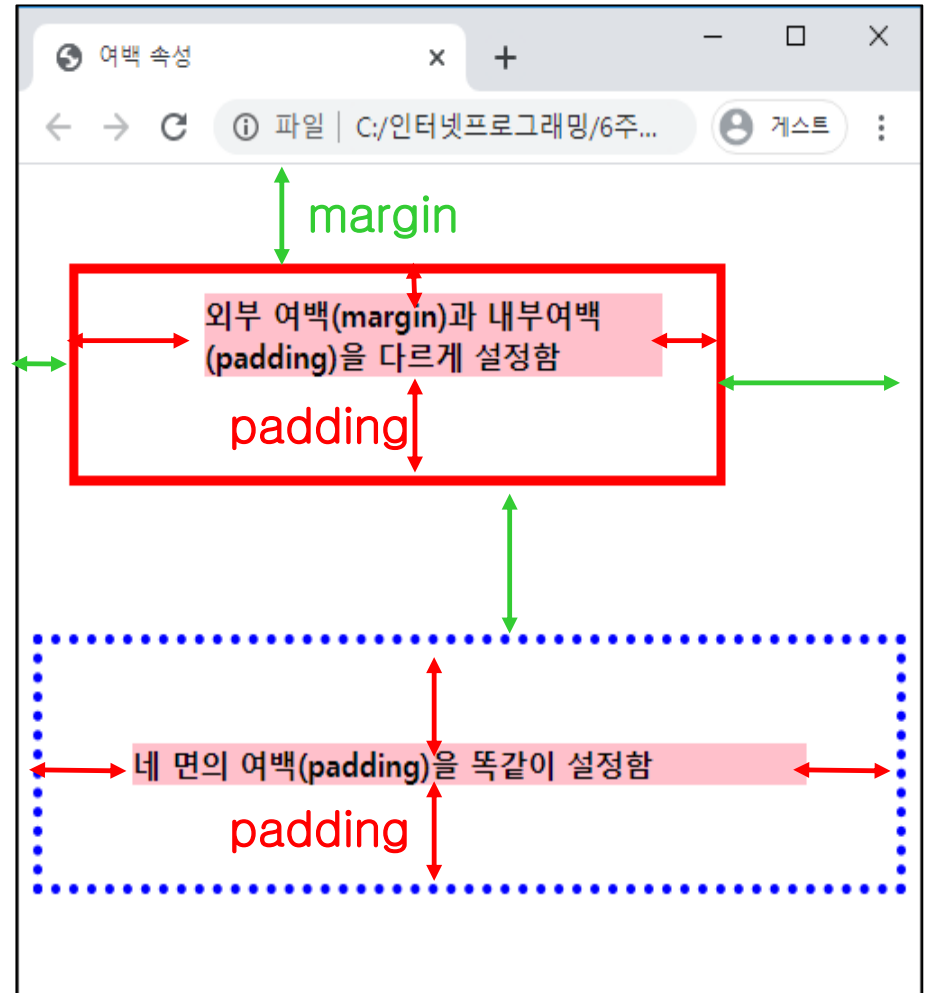 여백 속성
파일 | C:/인터넷프로그래밍/6주... 게스트
margin
외부 여백(margin)과 내부여백
(padding)을 다르게 설정함
padding
네 면의 여백(padding)을 똑같이 설정함
padding